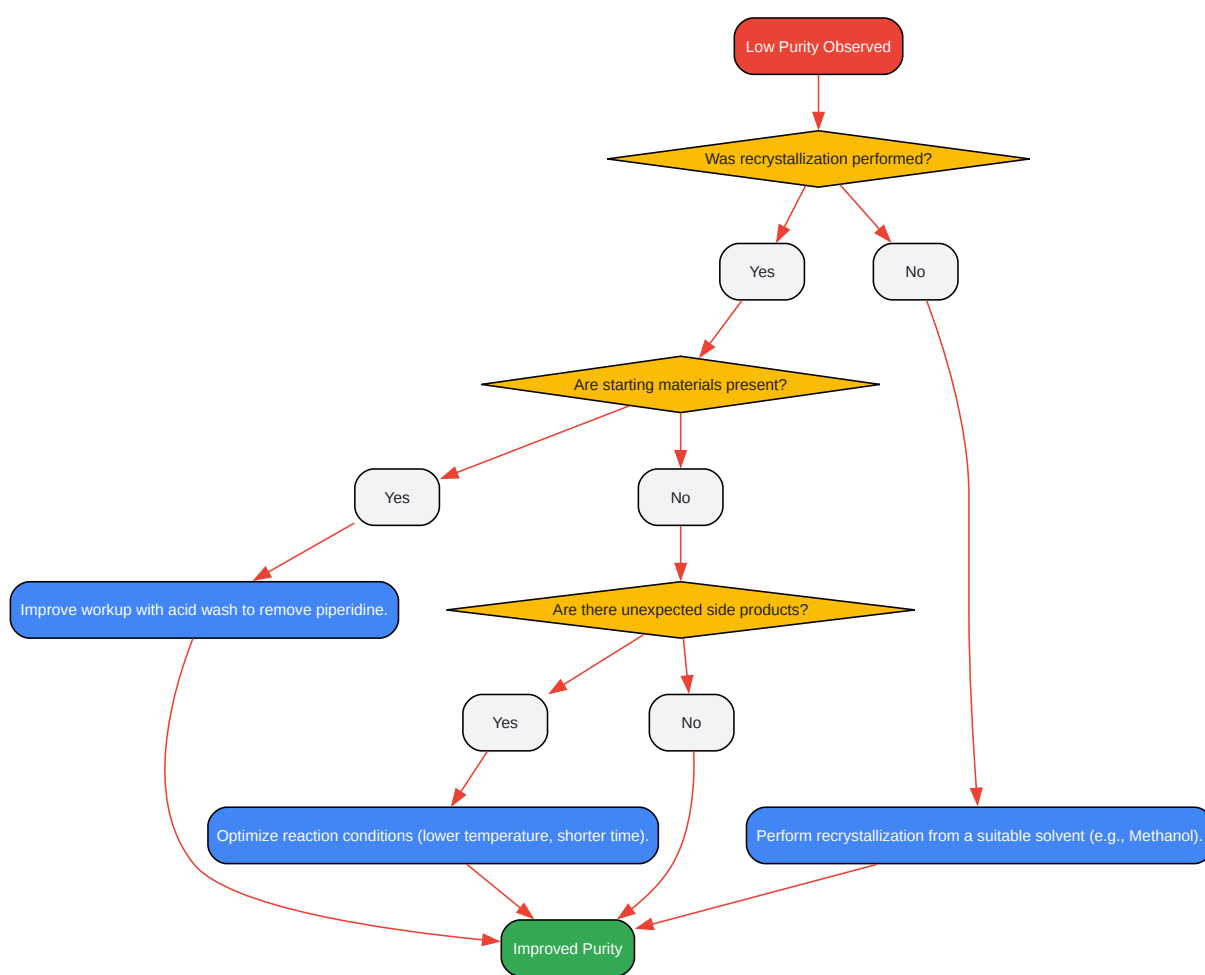 Low Purity Observed
Was recrystallization performed?
Yes
No
Are starting materials present?
Yes
No
Improve workup with acid wash to remove piperidine.
Are there unexpected side products?
Yes
No
Optimize reaction conditions (lower temperature, shorter time).
Perform recrystallization from a suitable solvent (e.g., Methanol).
Improved Purity